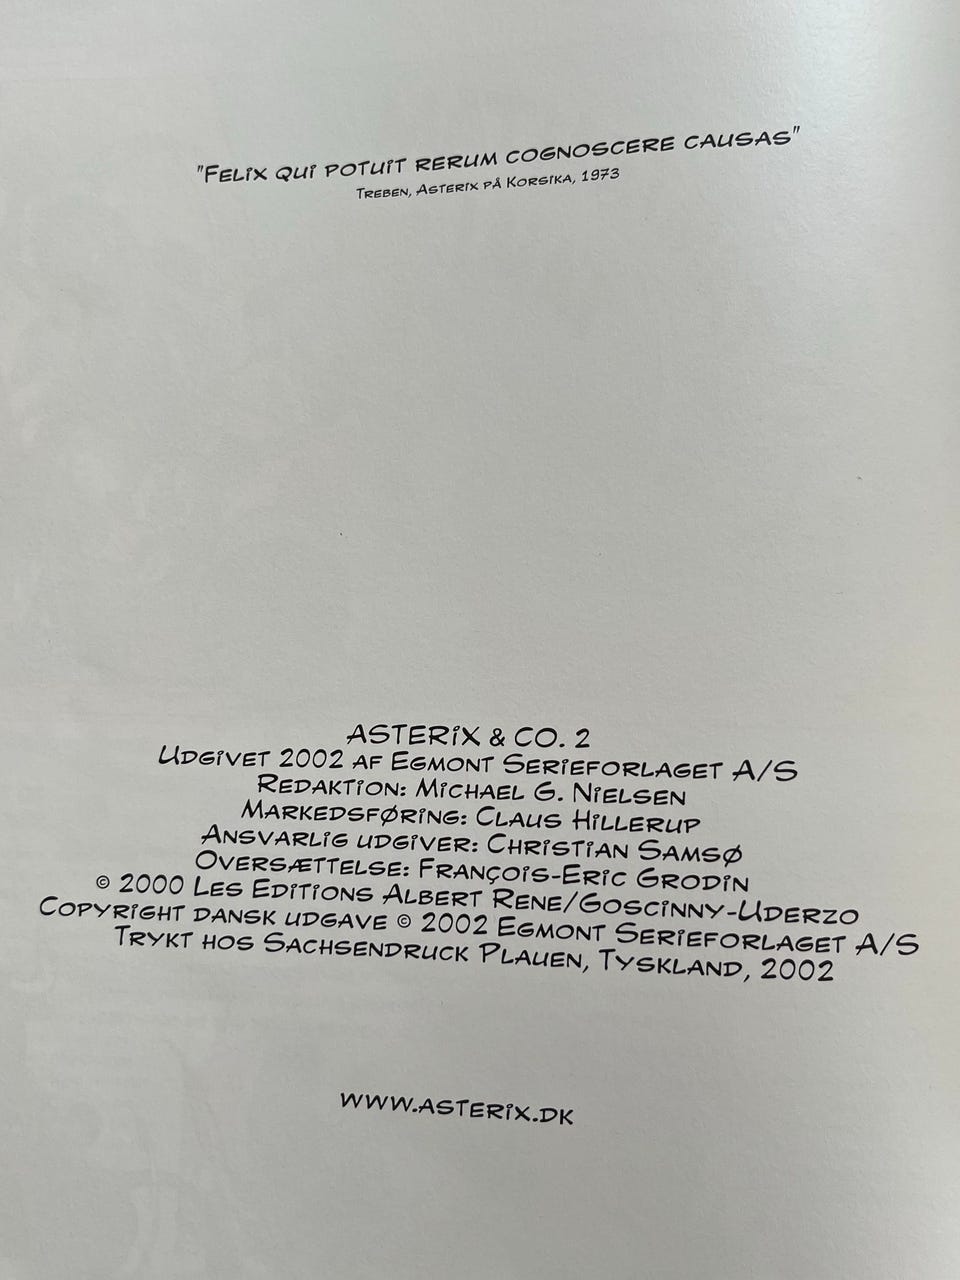 "Felix qui potuit rerum cognoscere causas"
Treben, Asterix på Korsika, 1973
ASTERIX & CO. 2
Udgivet 2002 af Egmont Serieforlaget A/S
Redaktion: Michael G. Nielsen
Markedsføring: Claus Hillerup
Ansvarlig udgiver: Christian Samsø
Oversættelse: François-Eric Grodin
© 2000 Les Editions Albert Rene/Goscinny-Uderzo
Copyright dansk udgave © 2002 Egmont Serieforlaget A/S
Trykt hos Sachsendruck Plauen, Tyskland, 2002
www.asterix.dk